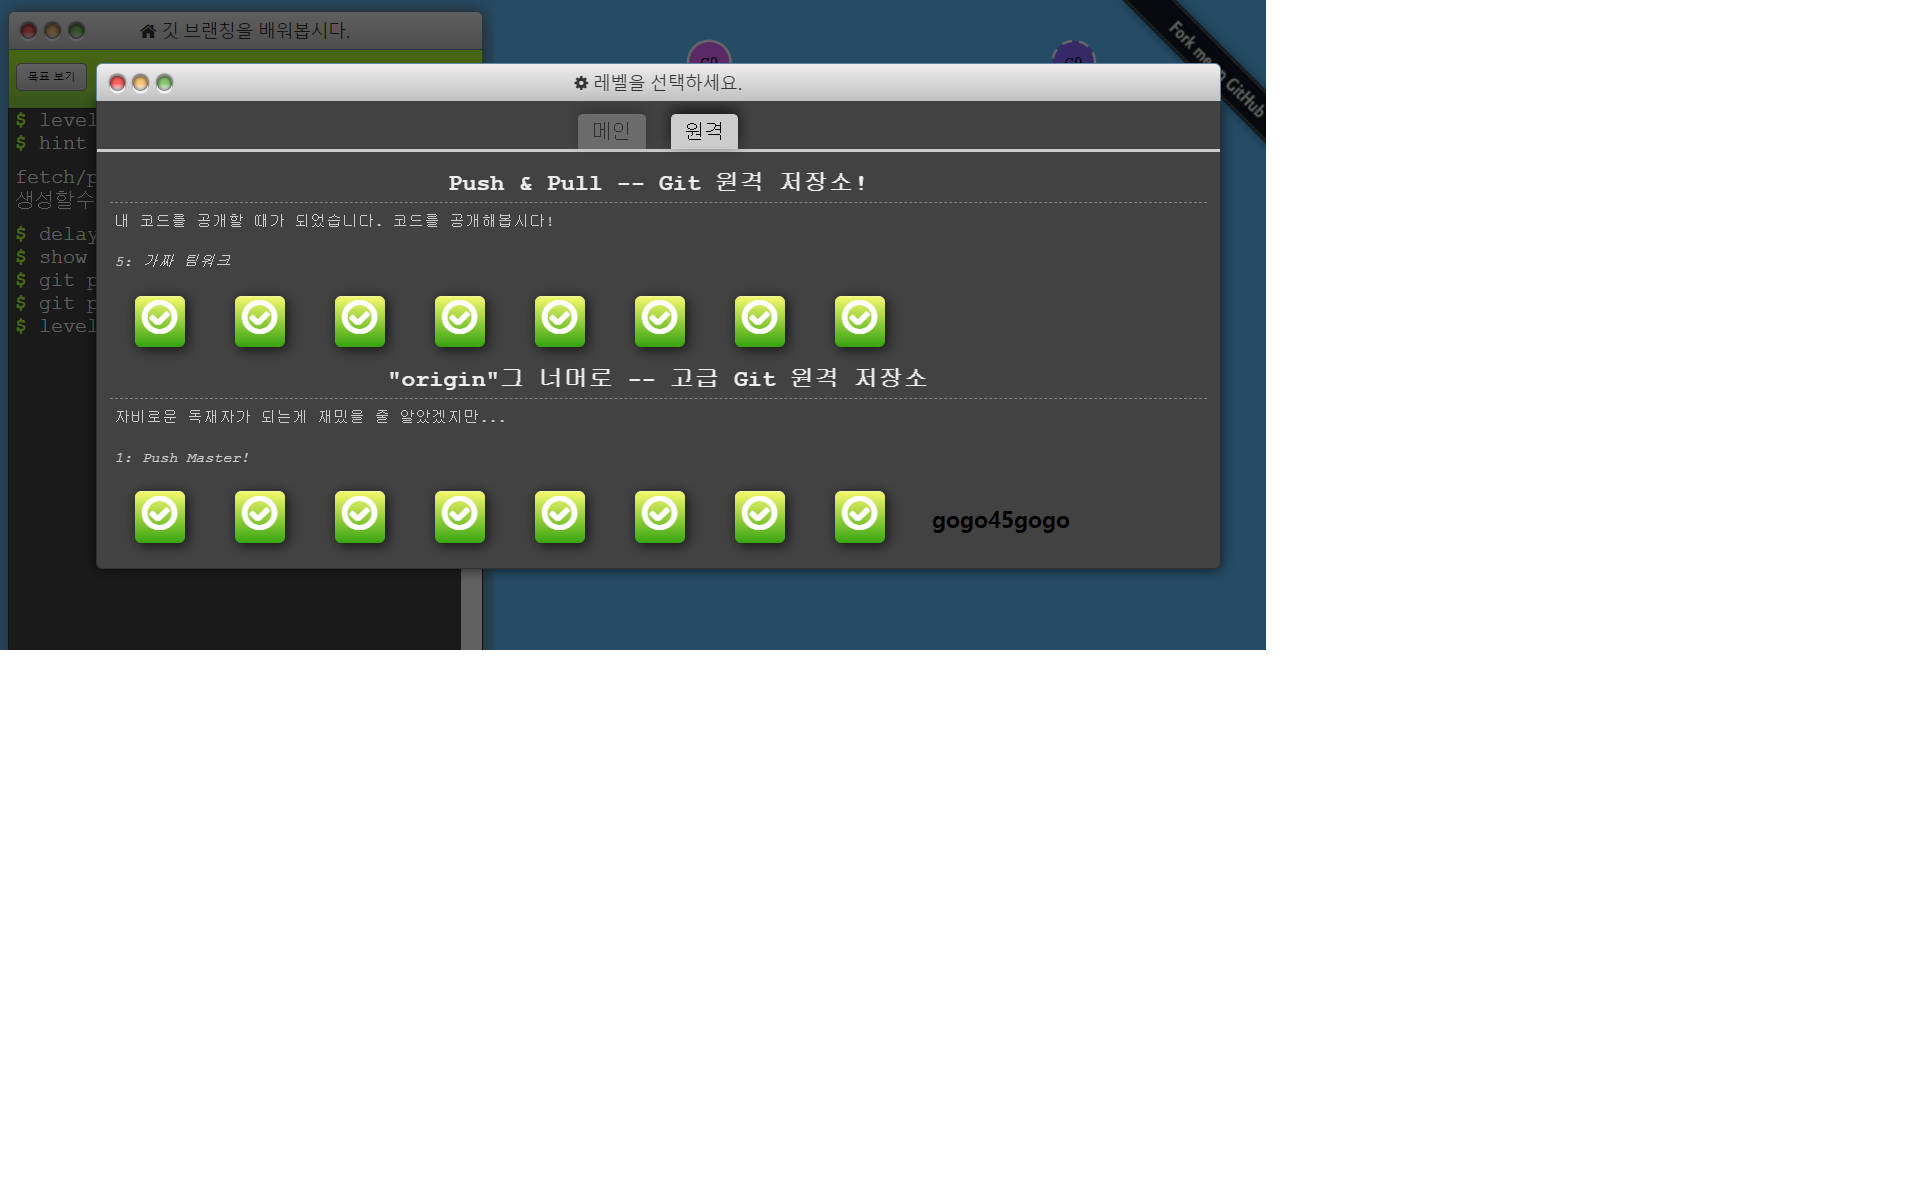 깃 브랜칭을 배워봅시다.
목표 보기
$ level
$ hint
fetch/p
생성할수
$ delay
$ show
$ git p
$ git p
$ level
Fork me on GitHub
레벨을 선택하세요.
메인
원격
Push & Pull -- Git 원격 저장소!
내 코드를 공개할 때가 되었습니다. 코드를 공개해봅시다!
5: 가짜 팀워크
"origin"그 너머로 -- 고급 Git 원격 저장소
자비로운 독재자가 되는게 재밌을 줄 알았겠지만...
1: Push Master!
gogo45gogo